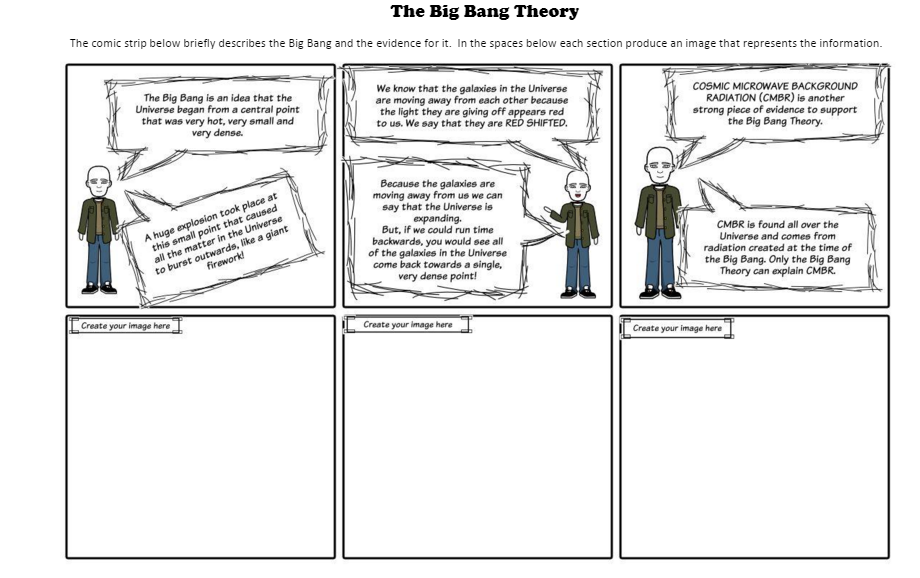 The Big Bang Theory
The comic strip below briefly describes the Big Bang and the evidence for it. In the spaces below each section produce an image that represents the information.
The Big Bang is an idea that the
Universe began from a central point
that was very hot, very small and
very dense.
A huge explosion took place at
this small point that caused
all the matter in the Universe
to burst outwards, like a giant
firework!
We know that the galaxies in the Universe
are moving away from each other because
the light they are giving off appears red
to us. We say that they are RED SHIFTED.
Because the galaxies are
moving away from us we can
say that the Universe is
expanding.
But, if we could run time
backwards, you would see all
of the galaxies in the Universe
come back towards a single,
very dense point!
COSMIC MICROWAVE BACKGROUND
RADIATION (CMBR) is another
strong piece of evidence to support
the Big Bang Theory.
CMBR is found all over the
Universe and comes from
radiation created at the time of
the Big Bang. Only the Big Bang
Theory can explain CMBR.
Create your image here
Create your image here
Create your image here